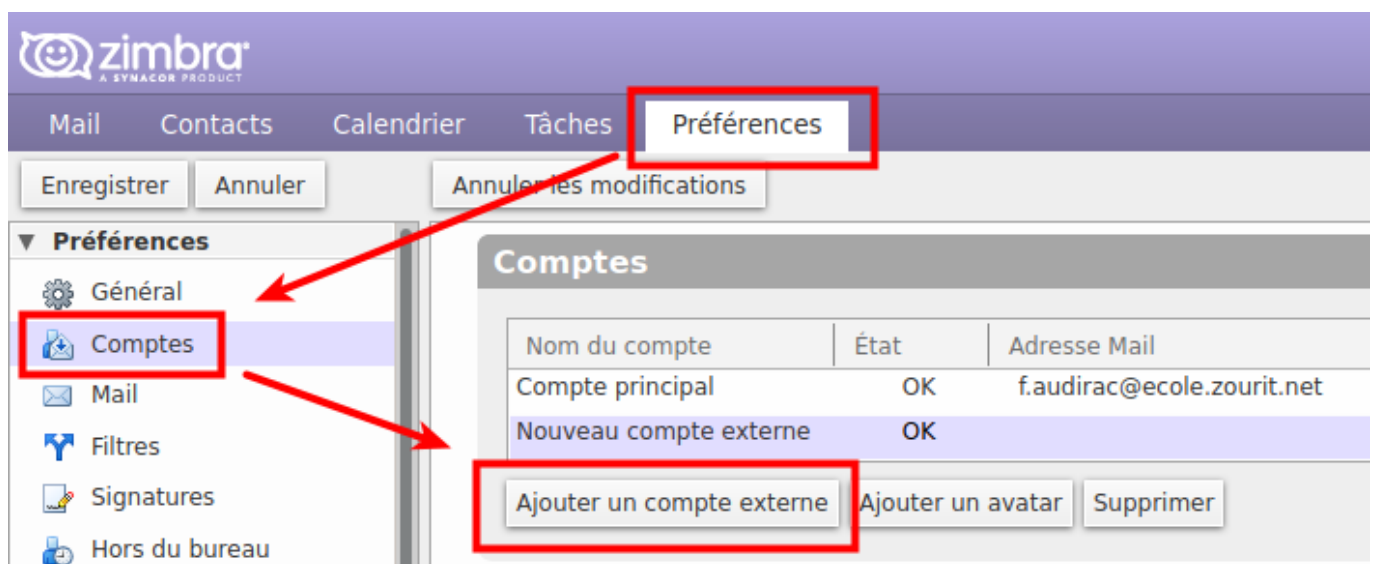 zimbra
A SYNACOR PRODUCT
Mail Contacts Calendrier Tâches Préférences
Enregistrer Annuler Annuler les modifications
Préférences
Général
Comptes
Mail
Filtres
Signatures
Hors du bureau
Comptes
Nom du compte État Adresse Mail
Compte principal OK f.audirac@ecole.zourit.net
Nouveau compte externe OK
Ajouter un compte externe Ajouter un avatar Supprimer